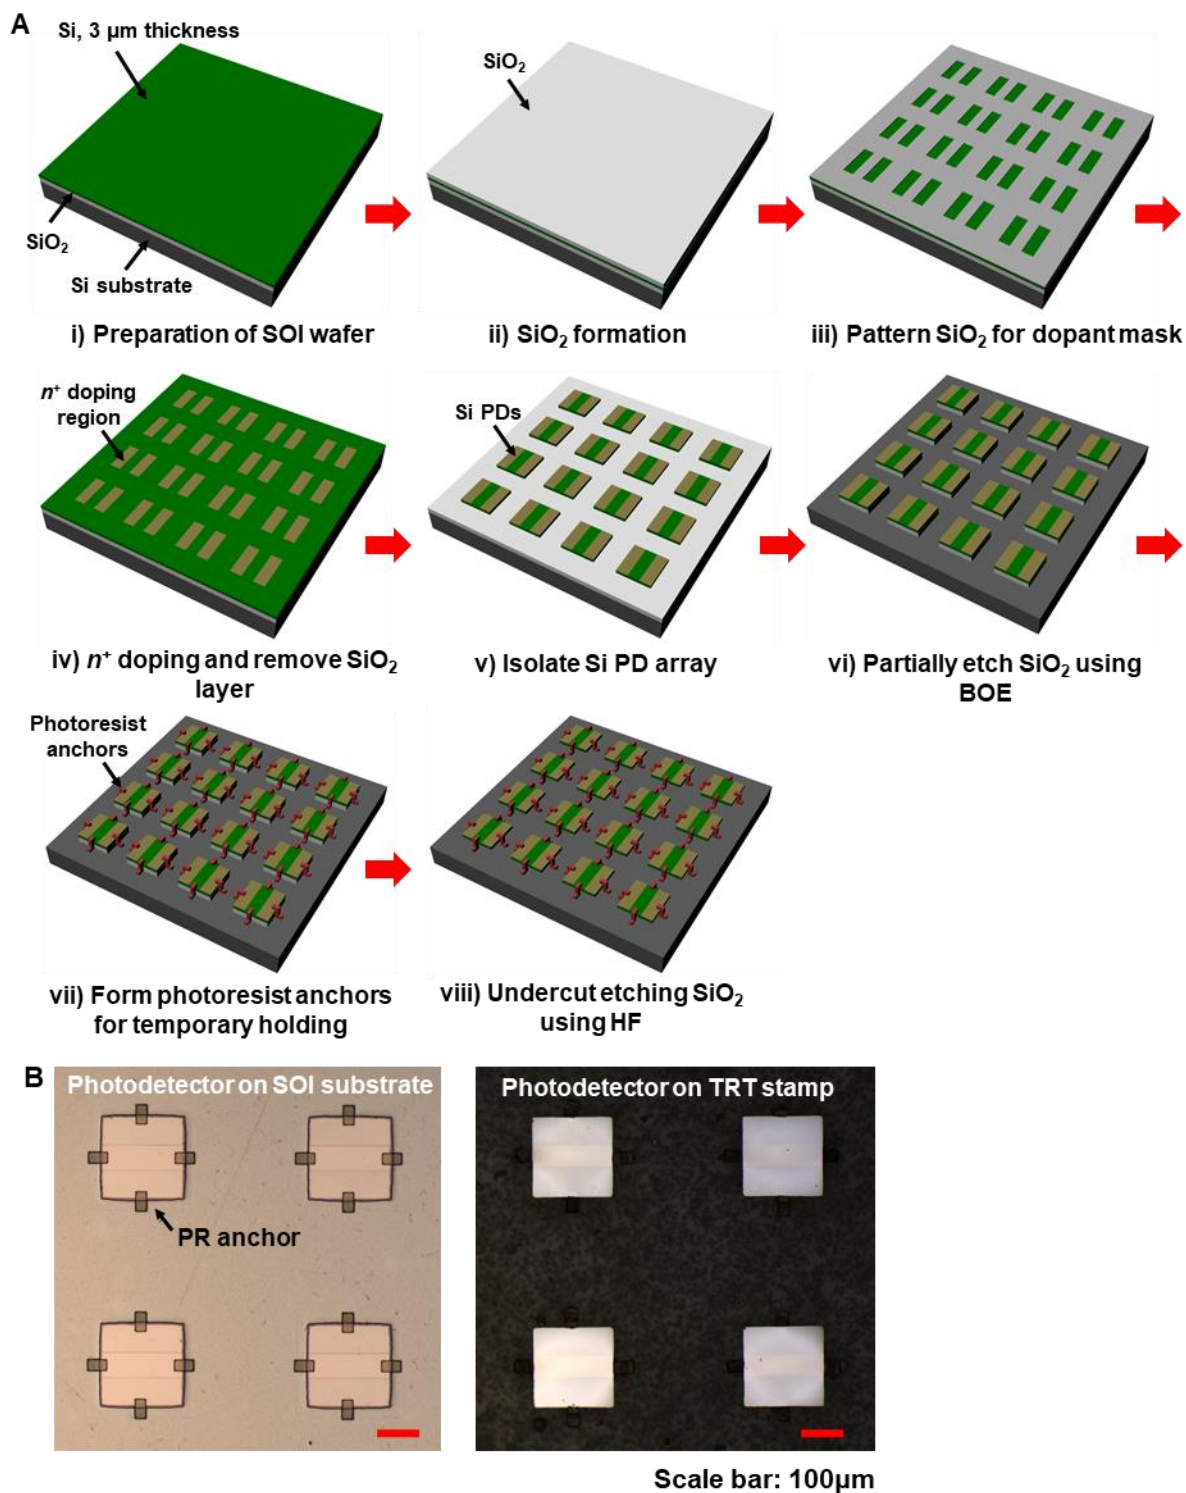 A
Si, 3 μm thickness
SiO₂
Si substrate
i) Preparation of SOI wafer
SiO₂
ii) SiO₂ formation
iii) Pattern SiO₂ for dopant mask
n⁺ doping
region
iv) n⁺ doping and remove SiO₂
layer
Si PDs
v) Isolate Si PD array
vi) Partially etch SiO₂ using
BOE
Photoresist
anchors
vii) Form photoresist anchors
for temporary holding
viii) Undercut etching SiO₂
using HF
B
Photodetector on SOI substrate
PR anchor
Photodetector on TRT stamp
Scale bar: 100μm